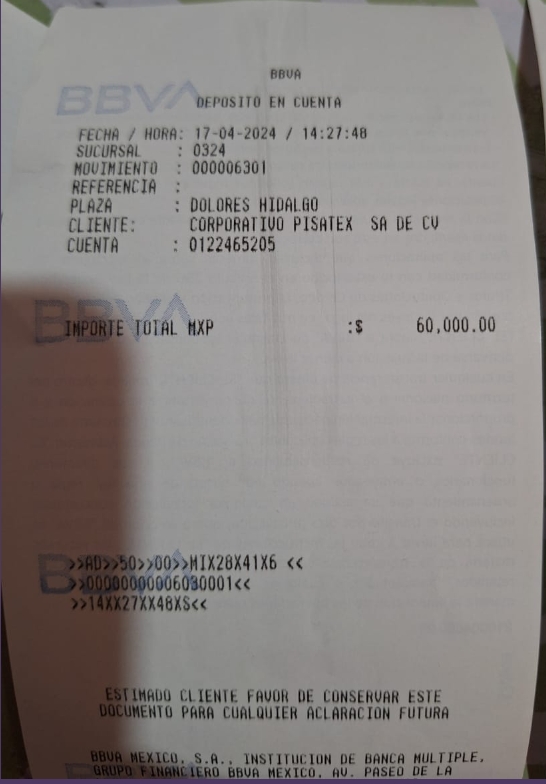 BBVA
BBVA
DEPOSITO EN CUENTA
FECHA / HORA: 17-04-2024 / 14:27:48
SUCURSAL : 0324
MOVIMIENTO : 000006301
REFERENCIA :
PLAZA : DOLORES HIDALGO
CLIENTE: CORPORATIVO PISATEX SA DE CV
CUENTA : 0122465205
BBVA
IMPORTE TOTAL MXP :$ 60,000.00
BBVA
>>AD>>50>>00>>MIX28X41X6 <<
>>00000000006030001<<
>>14XX27XX48XS<<
ESTIMADO CLIENTE FAVOR DE CONSERVAR ESTE
DOCUMENTO PARA CUALQUIER ACLARACION FUTURA
BBVA MEXICO, S.A., INSTITUCION DE BANCA MULTIPLE,
GRUPO FINANCIERO BBVA MEXICO, AV. PASEO DE LA